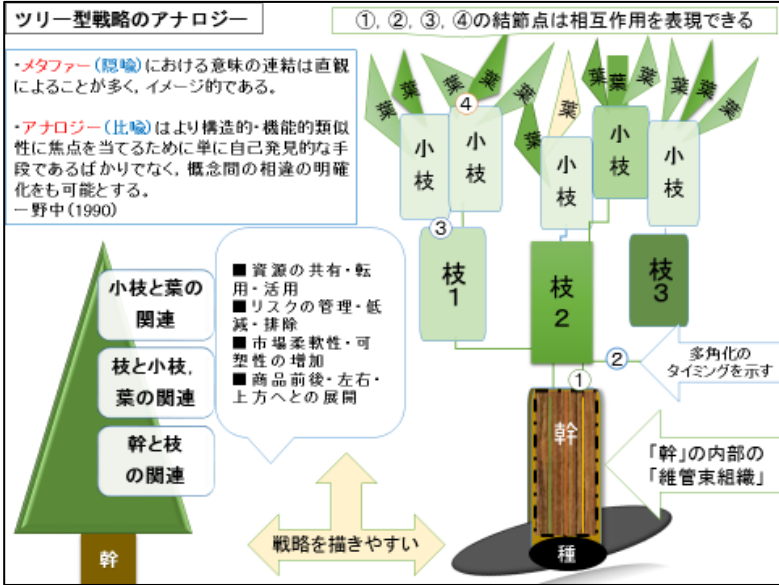 ツリー型戦略のアナロジー
①, ②, ③, ④の結節点は相互作用を表現できる
・メタファー(隠喩)における意味の連結は直観
によることが多く, イメージ的である。
・アナロジー(比喩)はより構造的・機能的類似
性に焦点を当てるために単に自己発見的な手
段であるばかりでなく, 概念間の相違の明確
化をも可能とする。
ー野中(1990)
葉
葉
葉
葉
葉
葉
葉
葉
葉
葉
葉
葉
④
小枝
小枝
小枝
小枝
小枝
③
枝1
枝2
枝3
②
①
多角化の
タイミングを示す
小枝と葉の
関連
枝と小枝,
葉の関連
幹と枝
の関連
■資源の共有・転
用・活用
■リスクの管理・低
減・排除
■市場柔軟性・可
塑性の増加
■商品前後・左右・
上方へとの展開
幹
「幹」の内部の
「維管束組織」
戦略を描きやすい
種
幹